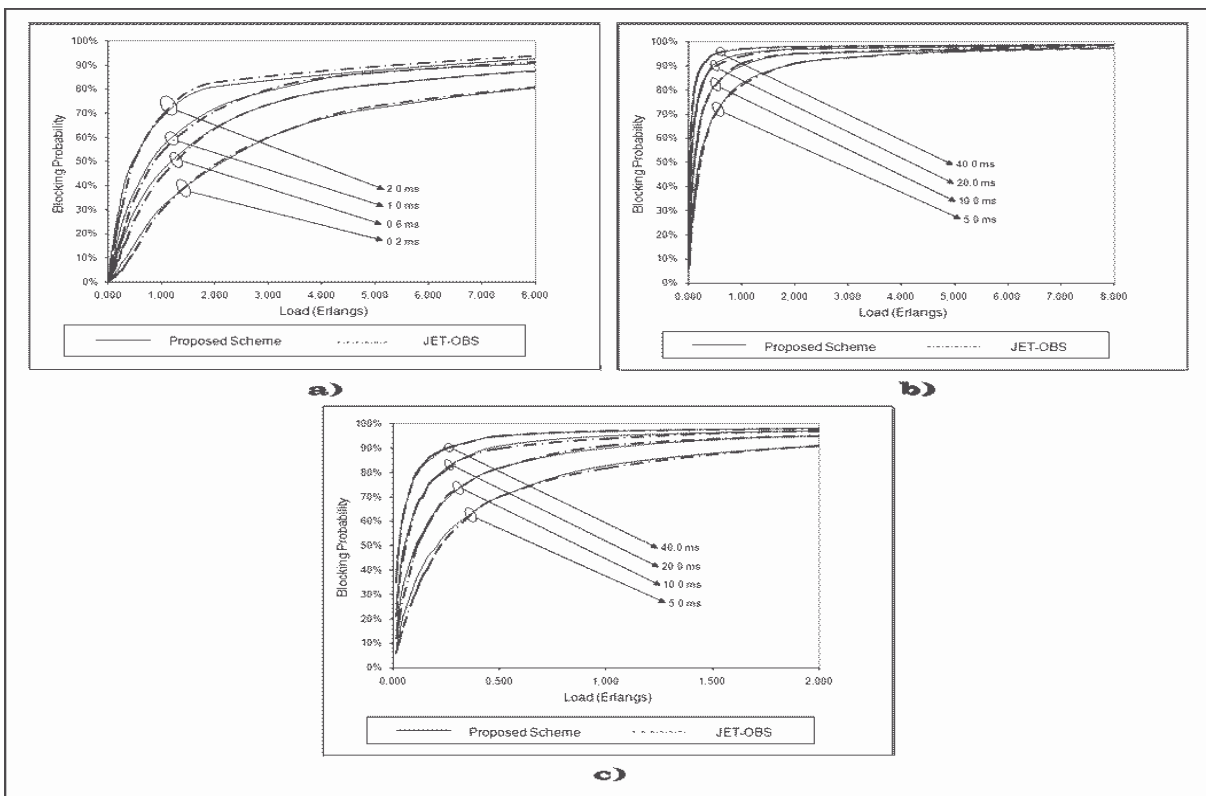 100%
90%
80%
70%
60%
50%
40%
30%
20%
10%
0%
Blocking Probability
2.0 ms
1.0 ms
0.6 ms
0.2 ms
0.000 1.000 2.000 3.000 4.000 5.000 6.000 7.000 8.000
Load (Erlangs)
Proposed Scheme JET-OBS
a)
100%
90%
80%
70%
60%
50%
40%
30%
20%
10%
0%
Blocking Probability
40.0 ms
20.0 ms
10.0 ms
5.0 ms
0.000 1.000 2.000 3.000 4.000 5.000 6.000 7.000 8.000
Load (Erlangs)
Proposed Scheme JET-OBS
b)
100%
90%
80%
70%
60%
50%
40%
30%
20%
10%
0%
Blocking Probability
40.0 ms
20.0 ms
10.0 ms
5.0 ms
0.000 0.500 1.000 1.500 2.000
Load (Erlangs)
Proposed Scheme JET-OBS
c)